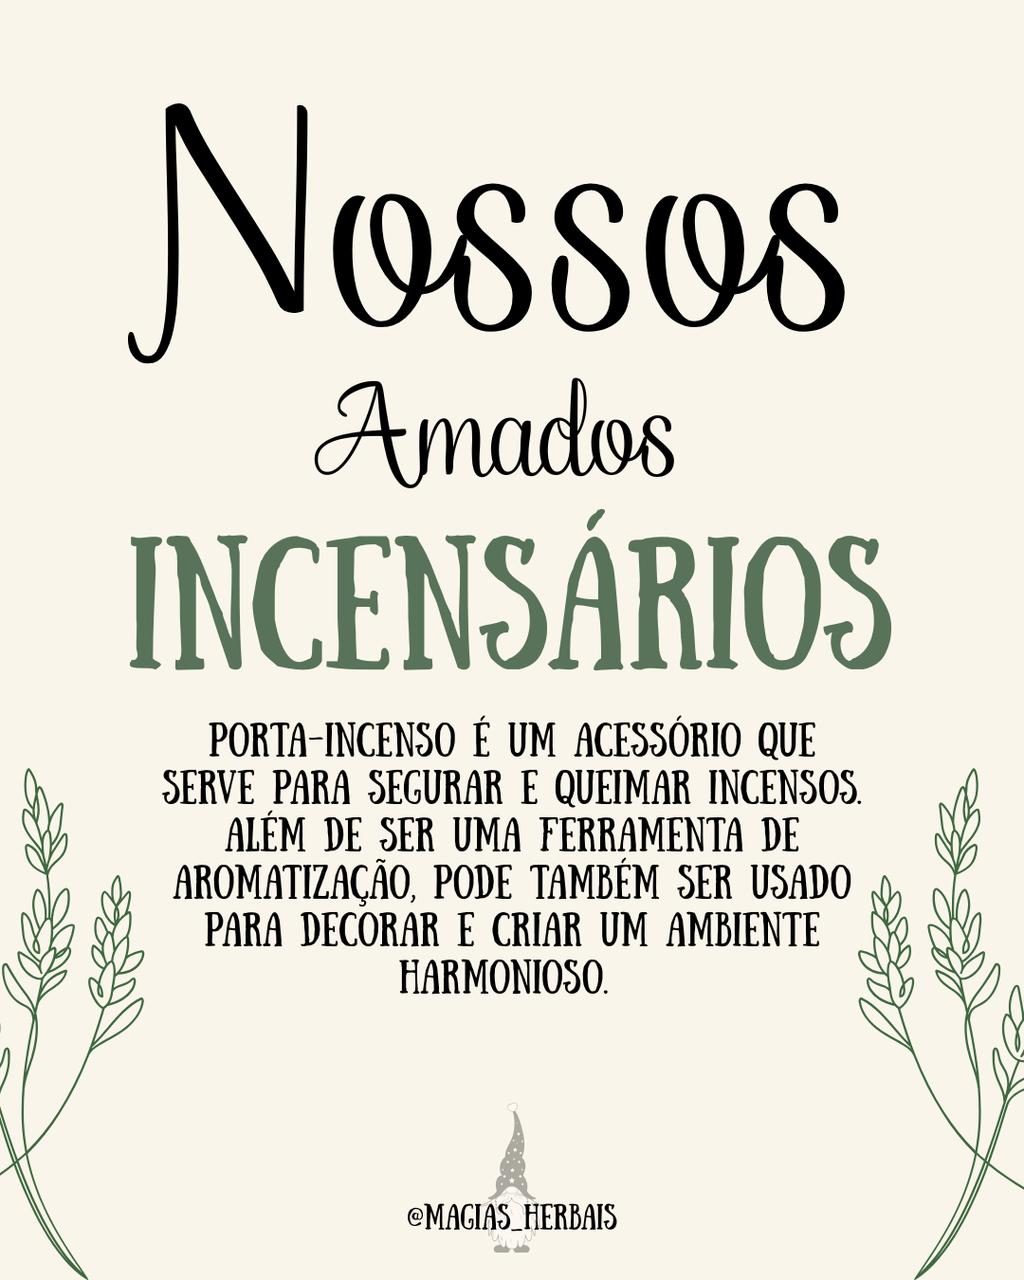 Nossos
Amados
INCENSÁRIOS
PORTA-INCENSO É UM ACESSÓRIO QUE
SERVE PARA SEGURAR E QUEIMAR INCENSOS.
ALÉM DE SER UMA FERRAMENTA DE
AROMATIZAÇÃO, PODE TAMBÉM SER USADO
PARA DECORAR E CRIAR UM AMBIENTE
HARMONIOSO.
@MAGIAS_HERBAIS